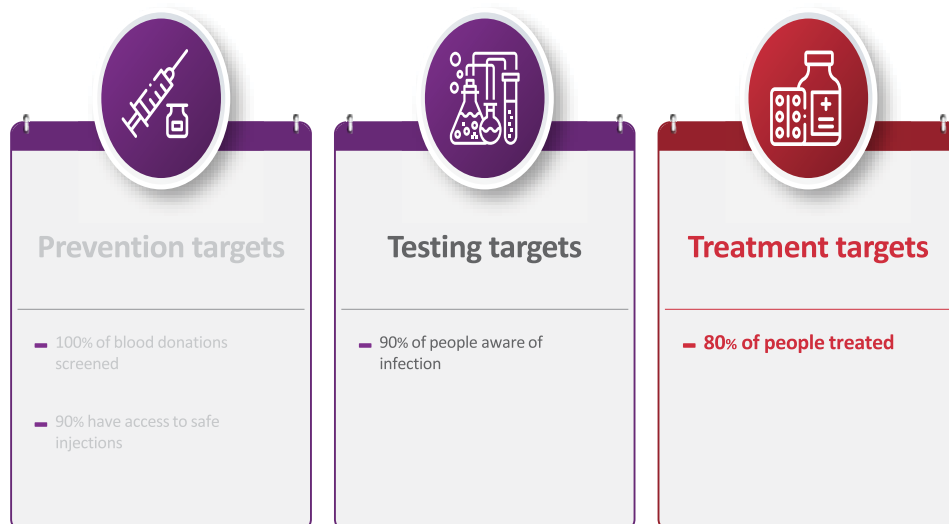 Prevention targets
100% of blood donations
screened
90% have access to safe
injections
Testing targets
90% of people aware of
infection
Treatment targets
80% of people treated